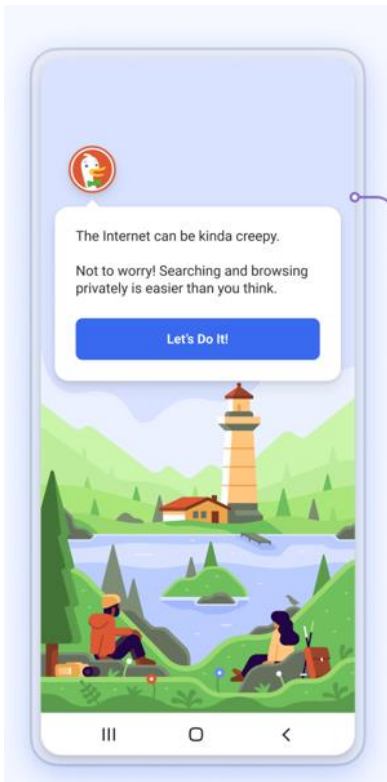 The Internet can be kinda creepy.
Not to worry! Searching and browsing
privately is easier than you think.
Let's Do It!